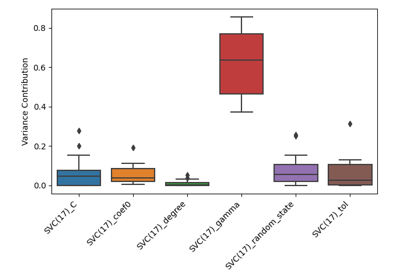 Variance Contribution
0.8
0.6
0.4
0.2
0.0
SVC(17)_C
SVC(17)_coef0
SVC(17)_degree
SVC(17)_gamma
SVC(17)_random_state
SVC(17)_tol